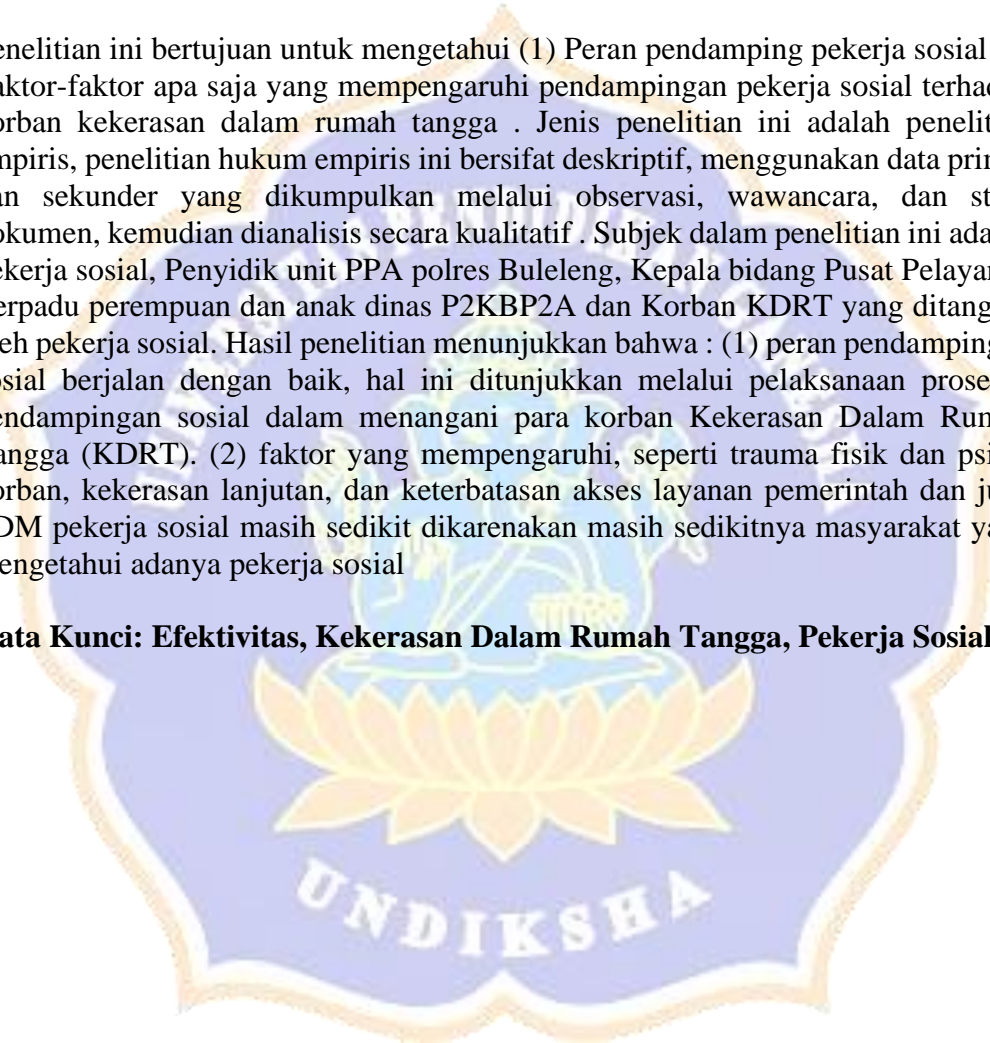 enelitian ini bertujuan untuk mengetahui (1) Peran pendamping pekerja sosial
aktor-faktor apa saja yang mempengaruhi pendampingan pekerja sosial terhad
orban kekerasan dalam rumah tangga . Jenis penelitian ini adalah penelit
mpiris, penelitian hukum empiris ini bersifat deskriptif, menggunakan data prin
an sekunder yang dikumpulkan melalui observasi, wawancara, dan st
okumen, kemudian dianalisis secara kualitatif . Subjek dalam penelitian ini ada
ekerja sosial, Penyidik unit PPA polres Buleleng, Kepala bidang Pusat Pelayan
erpadu perempuan dan anak dinas P2KBP2A dan Korban KDRT yang ditang
leh pekerja sosial. Hasil penelitian menunjukkan bahwa : (1) peran pendamping
osial berjalan dengan baik, hal ini ditunjukkan melalui pelaksanaan prose
endampingan sosial dalam menangani para korban Kekerasan Dalam Rum
angga (KDRT). (2) faktor yang mempengaruhi, seperti trauma fisik dan psi
orban, kekerasan lanjutan, dan keterbatasan akses layanan pemerintah dan ju
DM pekerja sosial masih sedikit dikarenakan masih sedikitnya masyarakat ya
engetahui adanya pekerja sosial
ata Kunci: Efektivitas, Kekerasan Dalam Rumah Tangga, Pekerja Sosial
UNIVERSITAS PENDIDIKAN GANESHA
UNDIKSHA